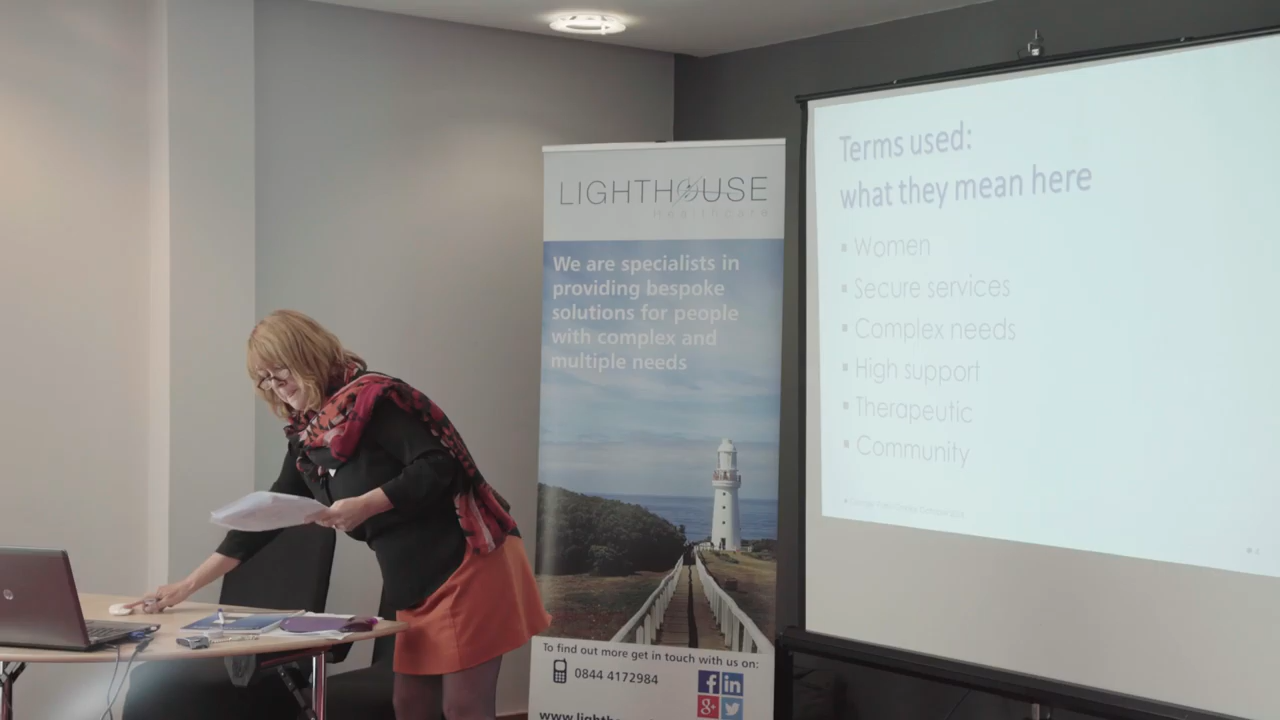 LIGHTHOUSE
healthcare
We are specialists in
providing bespoke
solutions for people
with complex and
multiple needs
To find out more get in touch with us on:
0844 4172984
f in
g+
Terms used:
what they mean here
Women
Secure services
Complex needs
High support
Therapeutic
Community